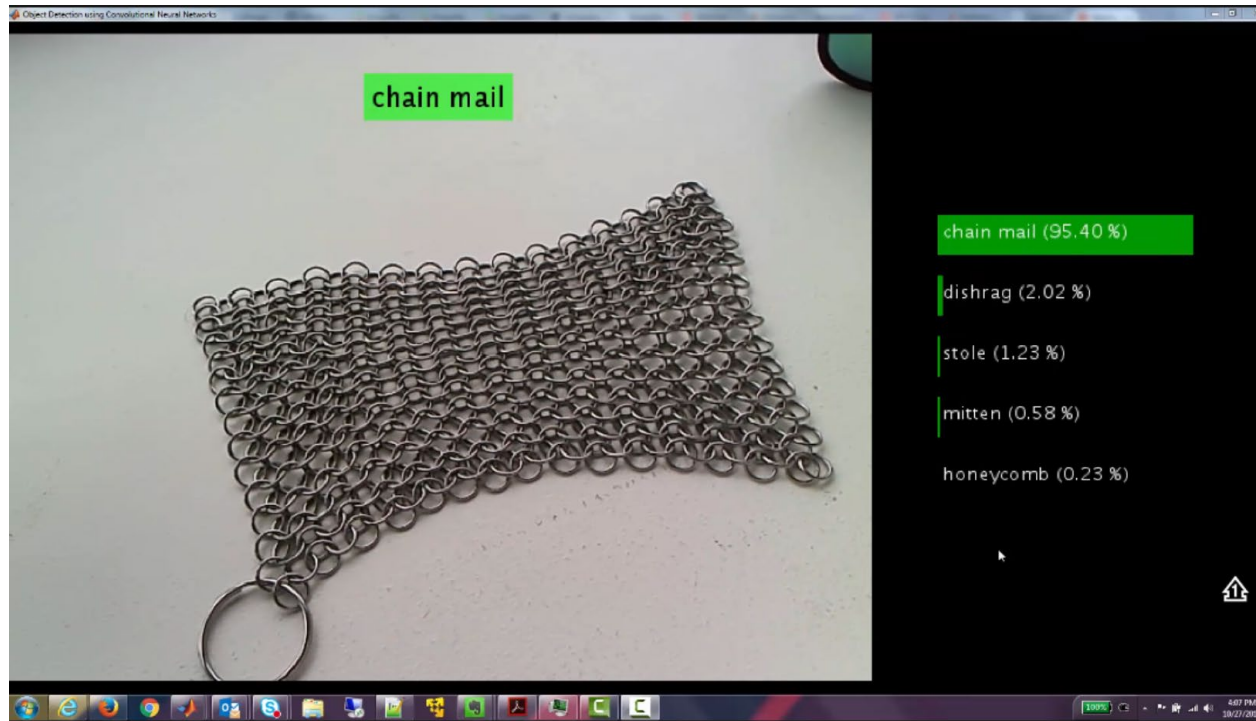 Object Detection using Convolutional Neural Networks
chain mail
chain mail (95.40 %)
dishrag (2.02 %)
stole (1.23 %)
mitten (0.58 %)
honeycomb (0.23 %)
1
100%
4:07 PM